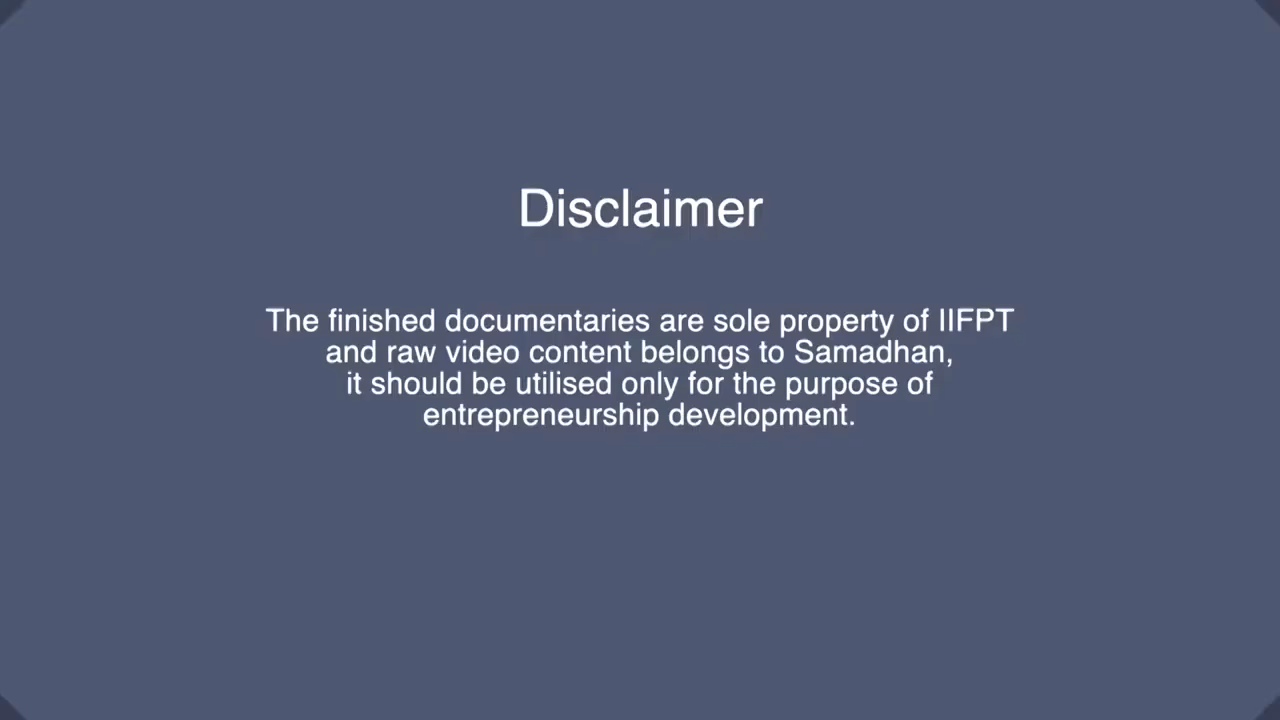 Disclaimer
The finished documentaries are sole property of IIFPT
and raw video content belongs to Samadhan,
it should be utilised only for the purpose of
entrepreneurship development.